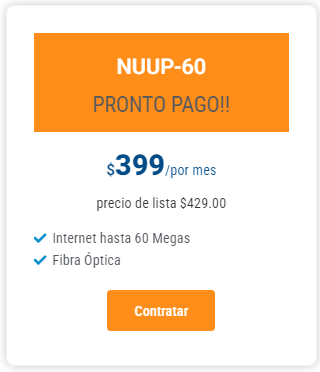 NUUP-60
PRONTO PAGO!!
$399/por mes
precio de lista $429.00
Internet hasta 60 Megas
Fibra Óptica
Contratar